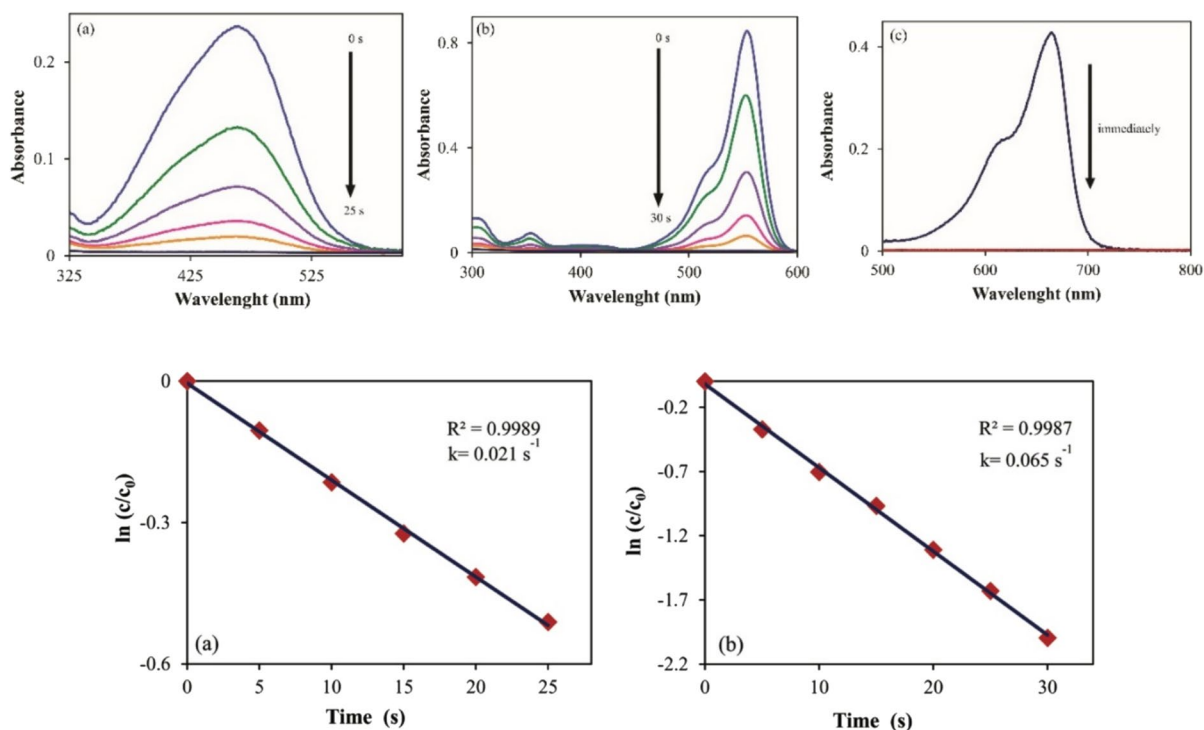 (a)
0 s
25 s
0.2
0.1
0
Absorbance
325
425
525
Wavelenght (nm)
(b)
0 s
30 s
0.8
0.4
0
Absorbance
300
400
500
600
Wavelenght (nm)
(c)
immediately
0.4
0.2
0
Absorbance
500
600
700
800
Wavelenght (nm)
0
-0.3
-0.6
ln (c/c₀)
R² = 0.9989
k= 0.021 s⁻¹
(a)
0
5
10
15
20
25
Time (s)
-0.2
-0.7
-1.2
-1.7
-2.2
ln (c/c₀)
R² = 0.9987
k= 0.065 s⁻¹
(b)
0
10
20
30
Time (s)